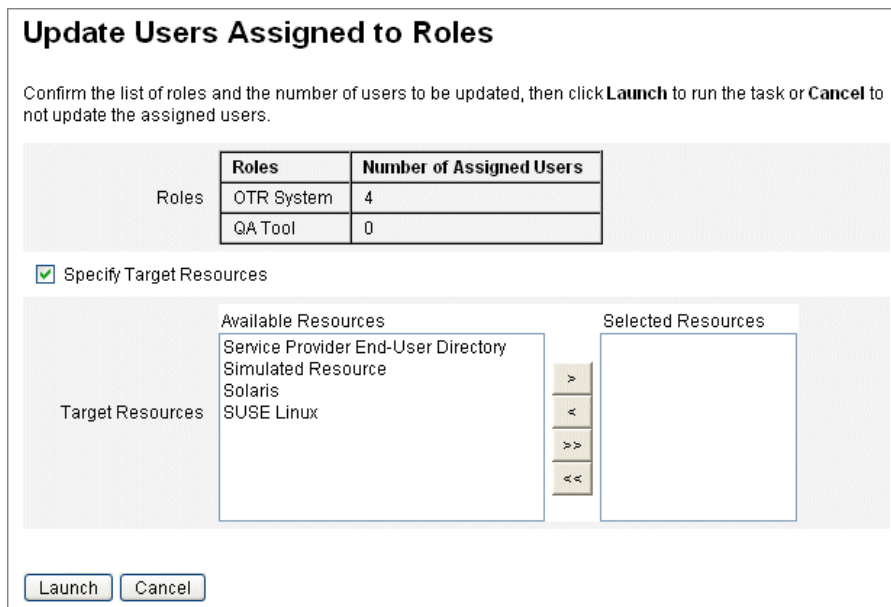 Update Users Assigned to Roles
Confirm the list of roles and the number of users to be updated, then click Launch to run the task or Cancel to
not update the assigned users.
Roles Number of Assigned Users
Roles OTR System 4
QA Tool 0
Specify Target Resources
Available Resources Selected Resources
Service Provider End-User Directory
Simulated Resource
Solaris
>
Target Resources SUSE Linux <
>>
<<
Launch Cancel